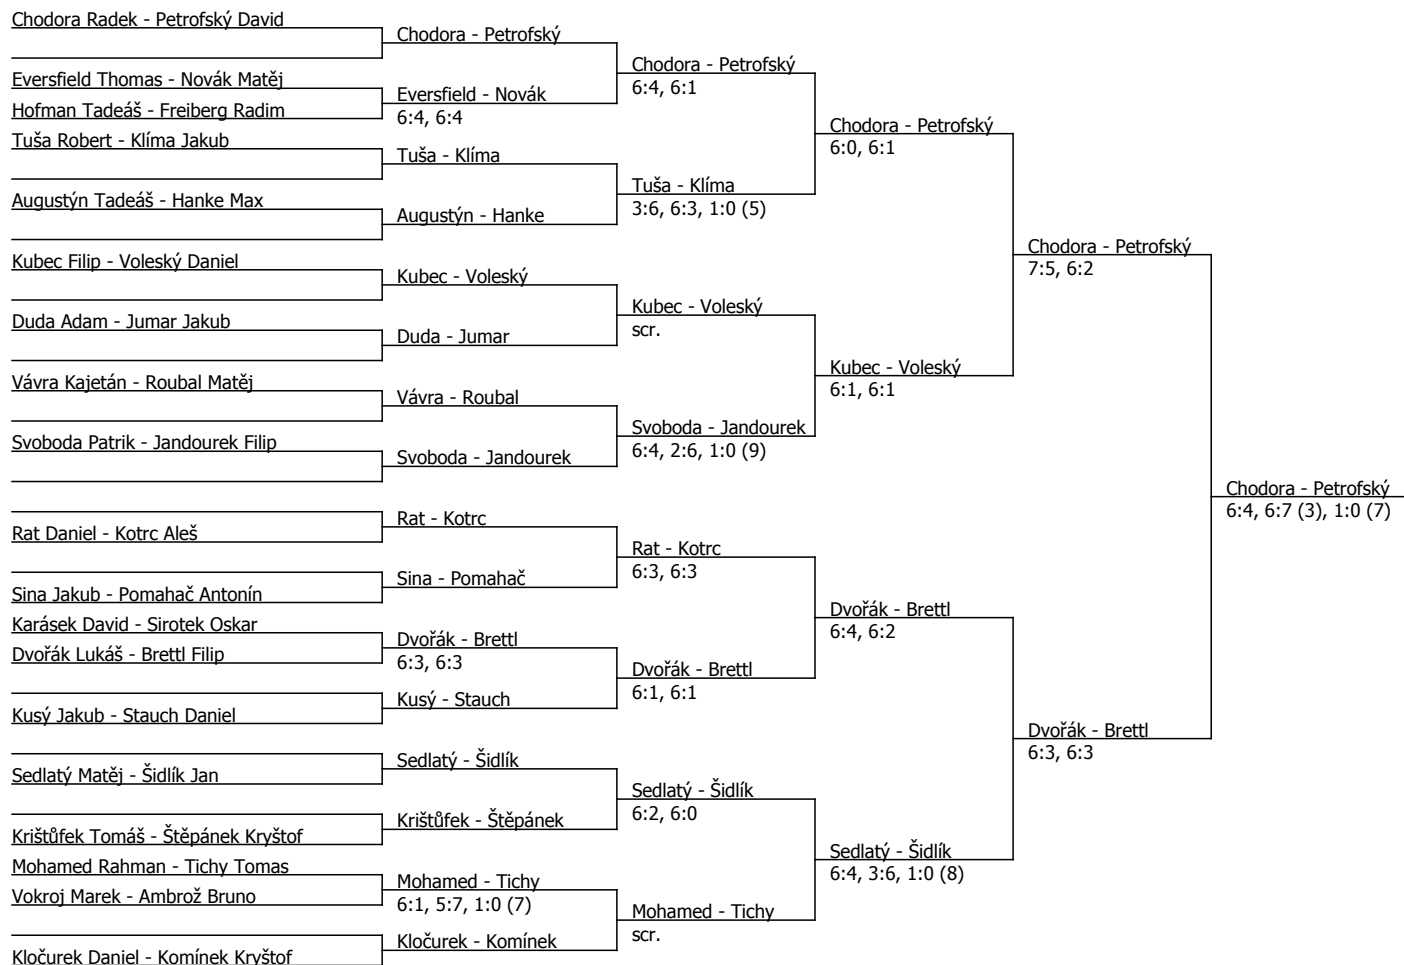 Chodora Radek - Petrofský David
Eversfield Thomas - Novák Matěj
Hofman Tadeáš - Freiberg Radim
Tuša Robert - Klíma Jakub
Augustýn Tadeáš - Hanke Max
Kubec Filip - Voleský Daniel
Duda Adam - Jumar Jakub
Vávra Kajetán - Roubal Matěj
Svoboda Patrik - Jandourek Filip
Rat Daniel - Kotrc Aleš
Sina Jakub - Pomahač Antonín
Karásek David - Sirotek Oskar
Dvořák Lukáš - Brettl Filip
Kusý Jakub - Stauch Daniel
Sedlatý Matěj - Šidlík Jan
Krištůfek Tomáš - Štěpánek Kryštof
Mohamed Rahman - Tichy Tomas
Vokroj Marek - Ambrož Bruno
Kločurek Daniel - Komínek Kryštof
Chodora - Petrofský
Eversfield - Novák
6:4, 6:4
Tuša - Klíma
Augustýn - Hanke
Kubec - Voleský
Duda - Jumar
Vávra - Roubal
Svoboda - Jandourek
Rat - Kotrc
Sina - Pomahač
Dvořák - Brettl
6:3, 6:3
Kusý - Stauch
Sedlatý - Šidlík
Krištůfek - Štěpánek
Mohamed - Tichy
6:1, 5:7, 1:0 (7)
Kločurek - Komínek
Chodora - Petrofský
6:4, 6:1
Tuša - Klíma
3:6, 6:3, 1:0 (5)
Kubec - Voleský
scr.
Svoboda - Jandourek
6:4, 2:6, 1:0 (9)
Rat - Kotrc
6:3, 6:3
Dvořák - Brettl
6:1, 6:1
Sedlatý - Šidlík
6:2, 6:0
Mohamed - Tichy
scr.
Chodora - Petrofský
6:0, 6:1
Kubec - Voleský
6:1, 6:1
Dvořák - Brettl
6:4, 6:2
Sedlatý - Šidlík
6:4, 3:6, 1:0 (8)
Chodora - Petrofský
7:5, 6:2
Dvořák - Brettl
6:3, 6:3
Chodora - Petrofský
6:4, 6:7 (3), 1:0 (7)